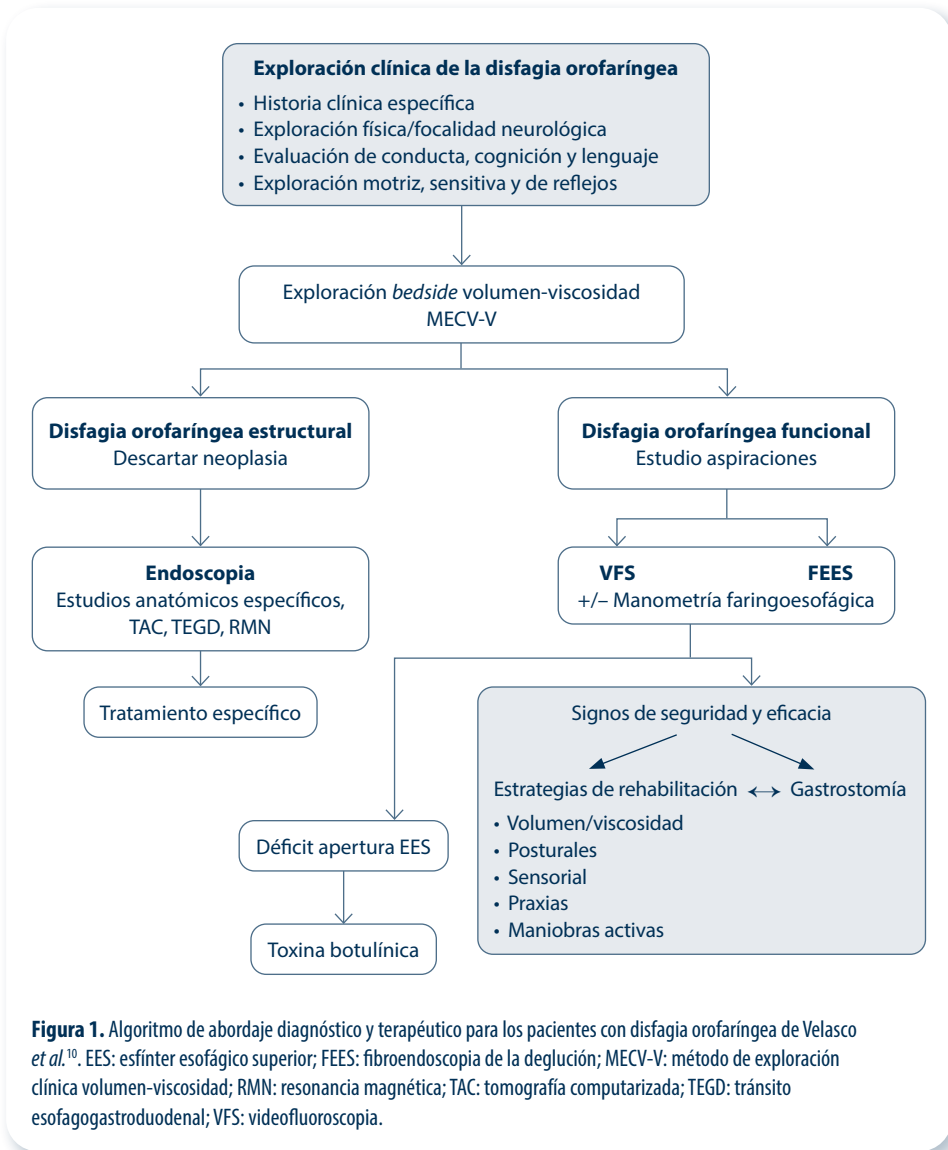 Exploración clínica de la disfagia orofaríngea
• Historia clínica específica
• Exploración física/focalidad neurológica
• Evaluación de conducta, cognición y lenguaje
• Exploración motriz, sensitiva y de reflejos
Exploración bedside volumen-viscosidad
MECV-V
Disfagia orofaríngea estructural
Descartar neoplasia
Disfagia orofaríngea funcional
Estudio aspiraciones
Endoscopia
Estudios anatómicos específicos,
TAC, TEGD, RMN
VFS FEES
+/– Manometría faringoesofágica
Tratamiento específico
Signos de seguridad y eficacia
Estrategias de rehabilitación ↔ Gastrostomía
• Volumen/viscosidad
• Posturales
• Sensorial
• Praxias
• Maniobras activas
Déficit apertura EES
Toxina botulínica
Figura 1. Algoritmo de abordaje diagnóstico y terapéutico para los pacientes con disfagia orofaríngea de Velasco
et al.¹⁰. EES: esfínter esofágico superior; FEES: fibroendoscopia de la deglución; MECV-V: método de exploración
clínica volumen-viscosidad; RMN: resonancia magnética; TAC: tomografía computarizada; TEGD: tránsito
esofagogastroduodenal; VFS: videofluoroscopia.